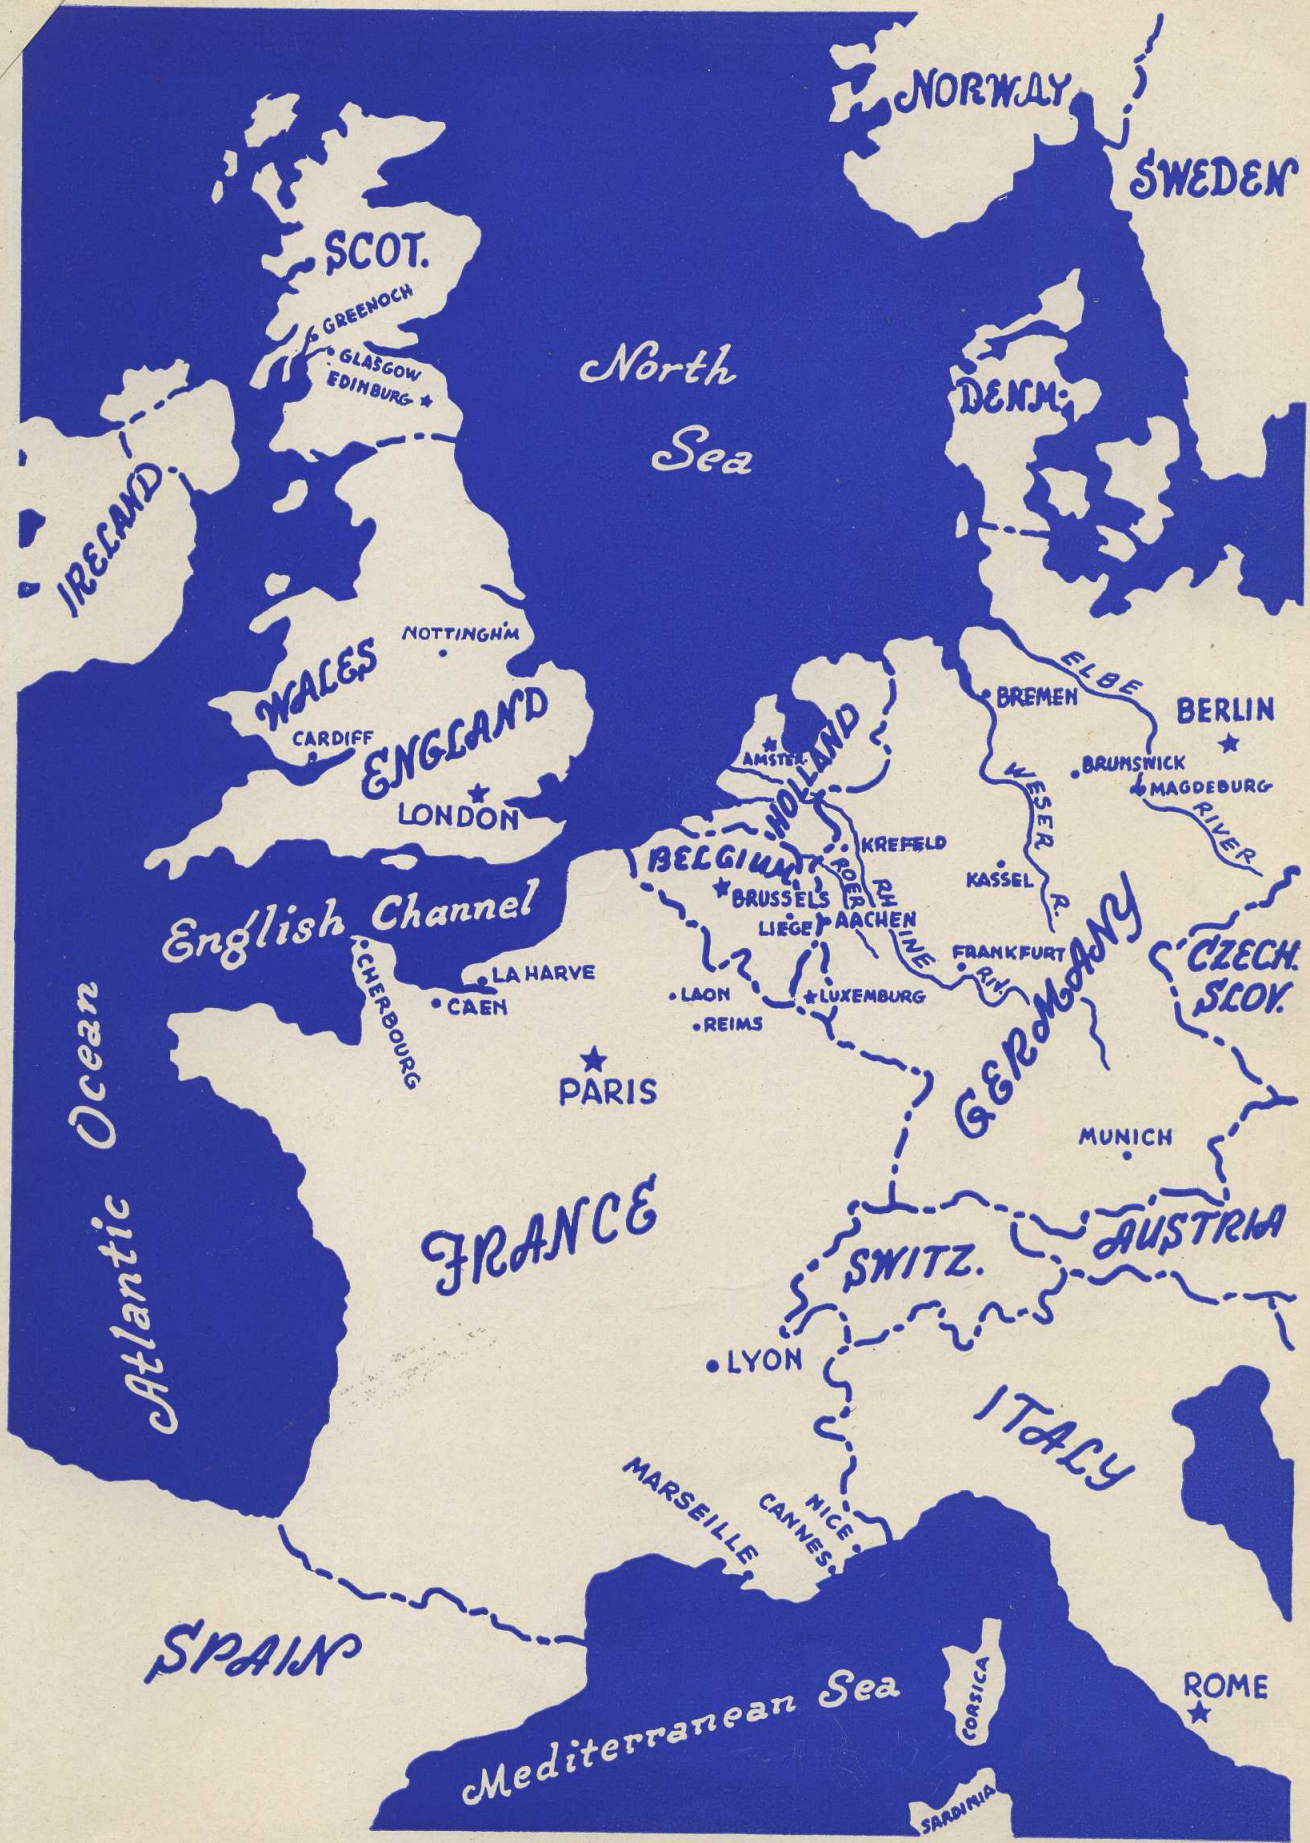 NORWAY
SWEDEN
SCOT.
GREENOCH
GLASGOW
EDINBURG
North
Sea
DENM.
IRELAND
NOTTINGH'M
WALES
CARDIFF
ENGLAND
LONDON
ELBE
RIVER
BREMEN
BERLIN
AMSTER.
HOLLAND
BRUNSWICK
MAGDEBURG
WESER R.
KREFELD
KASSEL
BELGIUM
BRUSSELS
ROER
RHINE RIV.
LIEGE
AACHEN
FRANKFURT
GERMANY
CZECH.
SLOV.
English Channel
CHERBOURG
LA HARVE
CAEN
LAON
REIMS
LUXEMBURG
PARIS
Atlantic Ocean
MUNICH
FRANCE
SWITZ.
AUSTRIA
LYON
ITALY
MARSEILLE
CANNES
NICE
SPAIN
Mediterranean Sea
CORSICA
ROME
SARDINIA